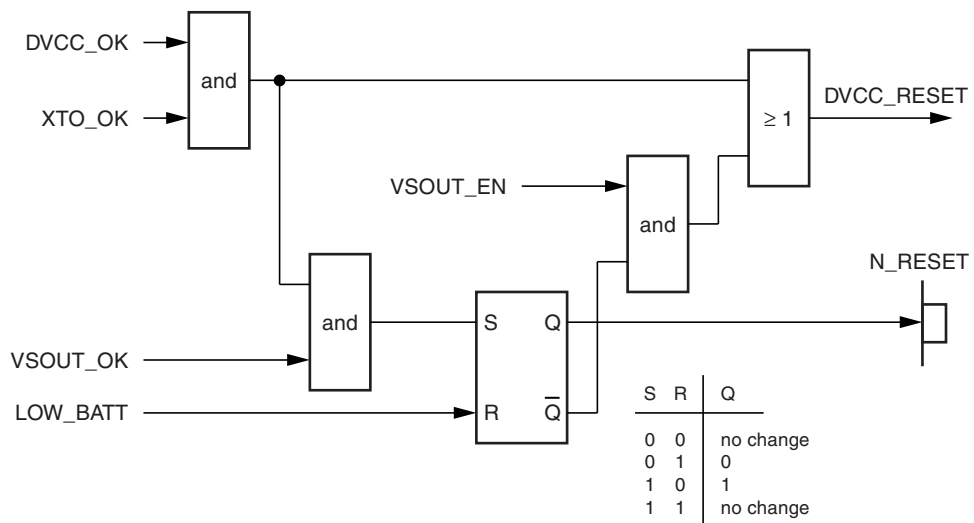 DVCC_OK
and
XTO_OK
≥ 1
DVCC_RESET
VSOUT_EN
and
N_RESET
and
S Q
VSOUT_OK
LOW_BATT
R Q̅
S R Q
0 0 no change
0 1 0
1 0 1
1 1 no change